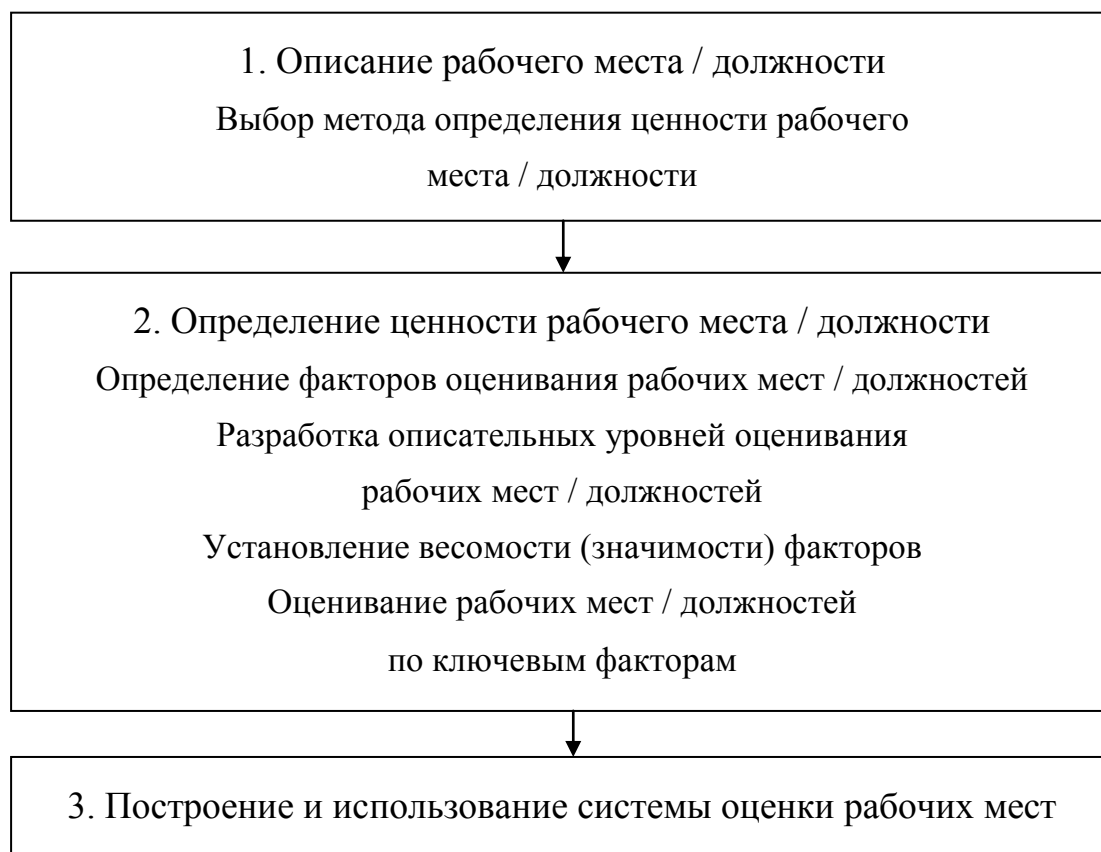 1. Описание рабочего места / должности
Выбор метода определения ценности рабочего
места / должности
2. Определение ценности рабочего места / должности
Определение факторов оценивания рабочих мест / должностей
Разработка описательных уровней оценивания
рабочих мест / должностей
Установление весомости (значимости) факторов
Оценивание рабочих мест / должностей
по ключевым факторам
3. Построение и использование системы оценки рабочих мест